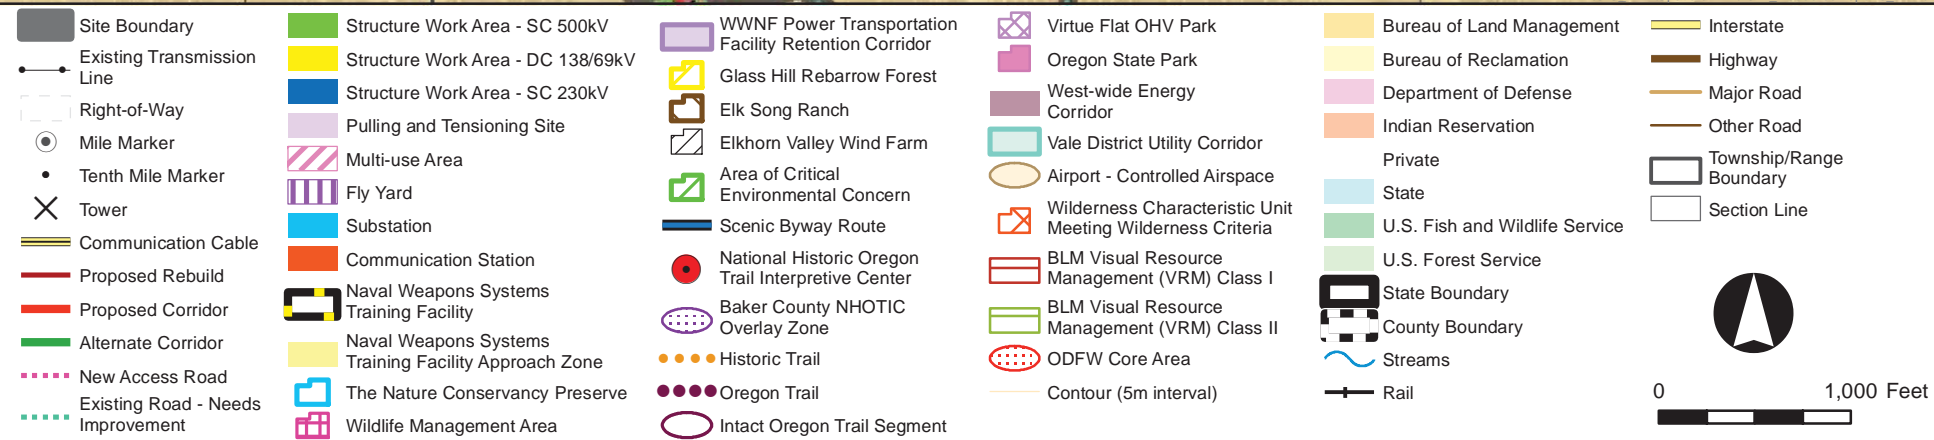 Site Boundary
Existing Transmission
Line
Right-of-Way
Mile Marker
Tenth Mile Marker
Tower
Communication Cable
Proposed Rebuild
Proposed Corridor
Alternate Corridor
New Access Road
Existing Road - Needs
Improvement
Structure Work Area - SC 500kV
Structure Work Area - DC 138/69kV
Structure Work Area - SC 230kV
Pulling and Tensioning Site
Multi-use Area
Fly Yard
Substation
Communication Station
Naval Weapons Systems
Training Facility
Naval Weapons Systems
Training Facility Approach Zone
The Nature Conservancy Preserve
Wildlife Management Area
WWNF Power Transportation
Facility Retention Corridor
Glass Hill Rebarrow Forest
Elk Song Ranch
Elkhorn Valley Wind Farm
Area of Critical
Environmental Concern
Scenic Byway Route
National Historic Oregon
Trail Interpretive Center
Baker County NHOTIC
Overlay Zone
Historic Trail
Oregon Trail
Intact Oregon Trail Segment
Virtue Flat OHV Park
Oregon State Park
West-wide Energy
Corridor
Vale District Utility Corridor
Airport - Controlled Airspace
Wilderness Characteristic Unit
Meeting Wilderness Criteria
BLM Visual Resource
Management (VRM) Class I
BLM Visual Resource
Management (VRM) Class II
ODFW Core Area
Contour (5m interval)
Bureau of Land Management
Bureau of Reclamation
Department of Defense
Indian Reservation
Private
State
U.S. Fish and Wildlife Service
U.S. Forest Service
State Boundary
County Boundary
Streams
Rail
Interstate
Highway
Major Road
Other Road
Township/Range
Boundary
Section Line
0 1,000 Feet